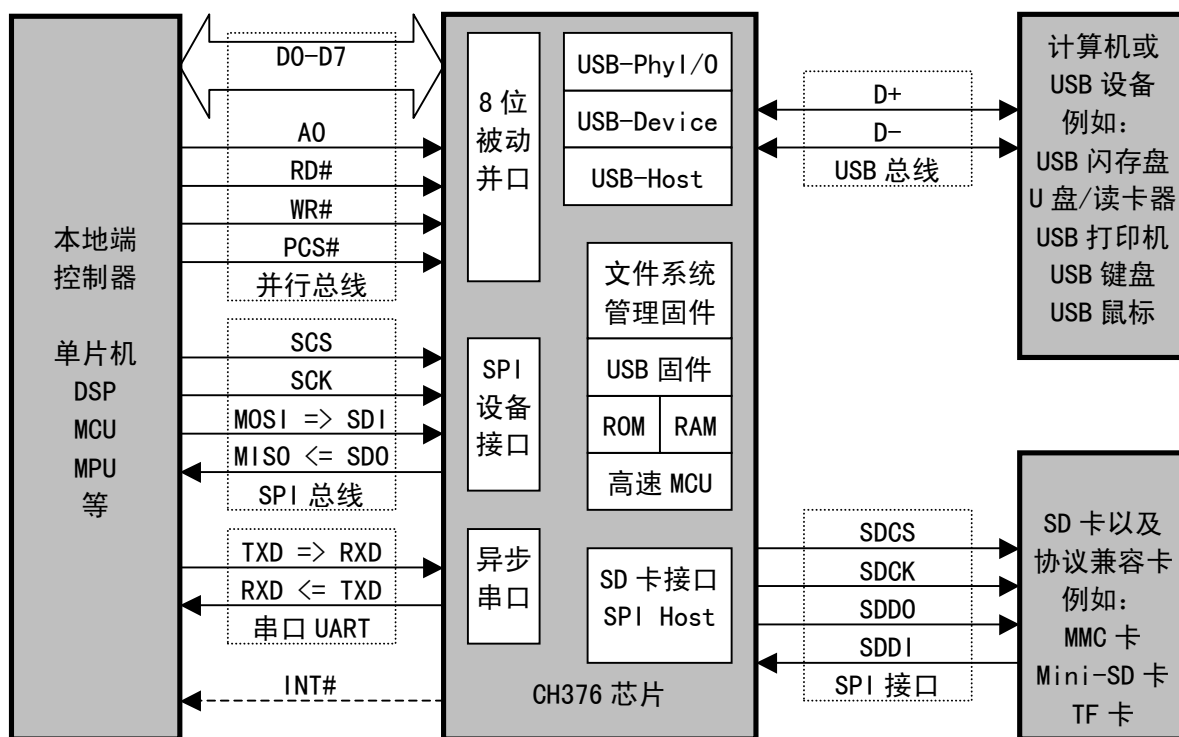 本地端
控制器
单片机
DSP
MCU
MPU
等
D0-D7
A0
RD#
WR#
PCS#
并行总线
SCS
SCK
MOSI => SDI
MISO <= SDO
SPI 总线
TXD => RXD
RXD <= TXD
串口 UART
INT#
8 位
被动
并口
SPI
设备
接口
异步
串口
USB-PhyI/O
USB-Device
USB-Host
文件系统
管理固件
USB 固件
ROM
RAM
高速 MCU
SD 卡接口
SPI Host
CH376 芯片
D+
D-
USB 总线
SDCS
SDCK
SDDO
SDDI
SPI 接口
计算机或
USB 设备
例如:
USB 闪存盘
U 盘/读卡器
USB 打印机
USB 键盘
USB 鼠标
SD 卡以及
协议兼容卡
例如:
MMC 卡
Mini-SD 卡
TF 卡